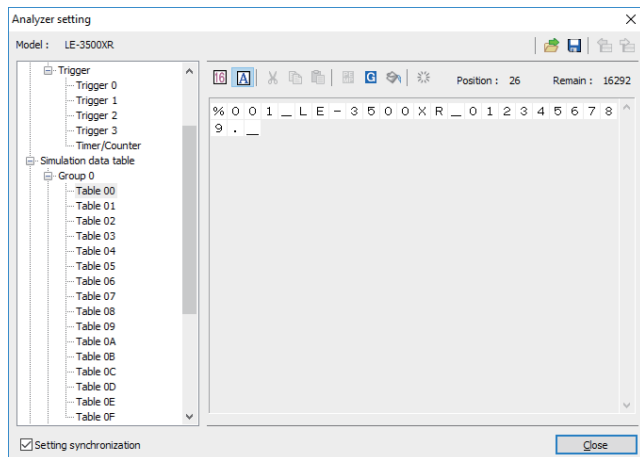 Analyzer setting
Model : LE-3500XR
Trigger
Trigger 0
Trigger 1
Trigger 2
Trigger 3
Timer/Counter
Simulation data table
Group 0
Table 00
Table 01
Table 02
Table 03
Table 04
Table 05
Table 06
Table 07
Table 08
Table 09
Table 0A
Table 0B
Table 0C
Table 0D
Table 0E
Table 0F
16 A G Position : 26 Remain : 16292
%001_LE-3500XR_012345678
9._
Setting synchronization
Close